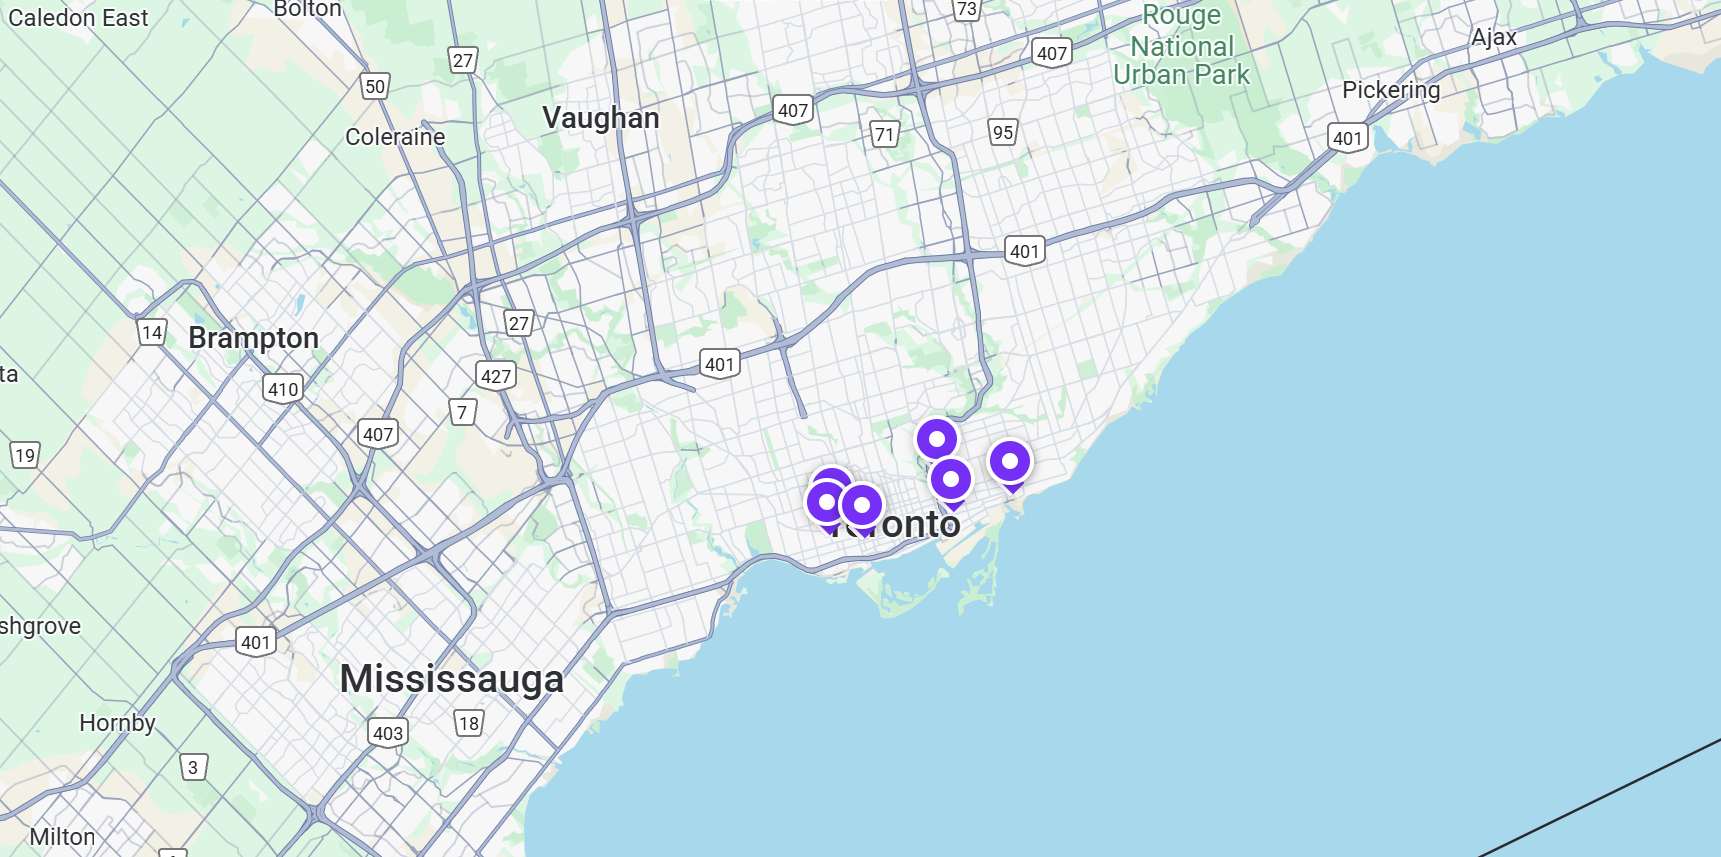 Caledon East
Bolton
73
Rouge
National
Urban Park
Ajax
27
407
50
Pickering
407
Vaughan
71
95
401
Coleraine
401
14
Brampton
27
401
ta
410
427
7
407
19
Toronto
shgrove
401
Mississauga
Hornby
403
18
3
Milton